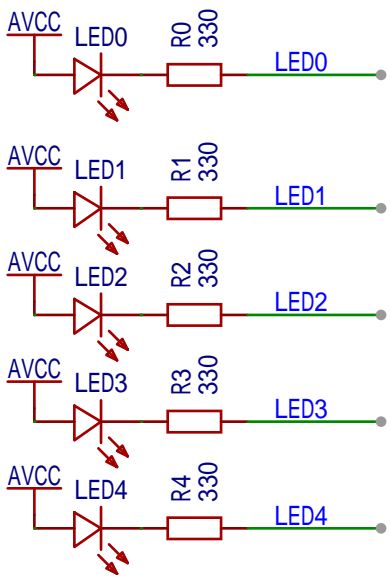 AVCC
LED0
R0
330
LED0
AVCC
LED1
R1
330
LED1
AVCC
LED2
R2
330
LED2
AVCC
LED3
R3
330
LED3
AVCC
LED4
R4
330
LED4